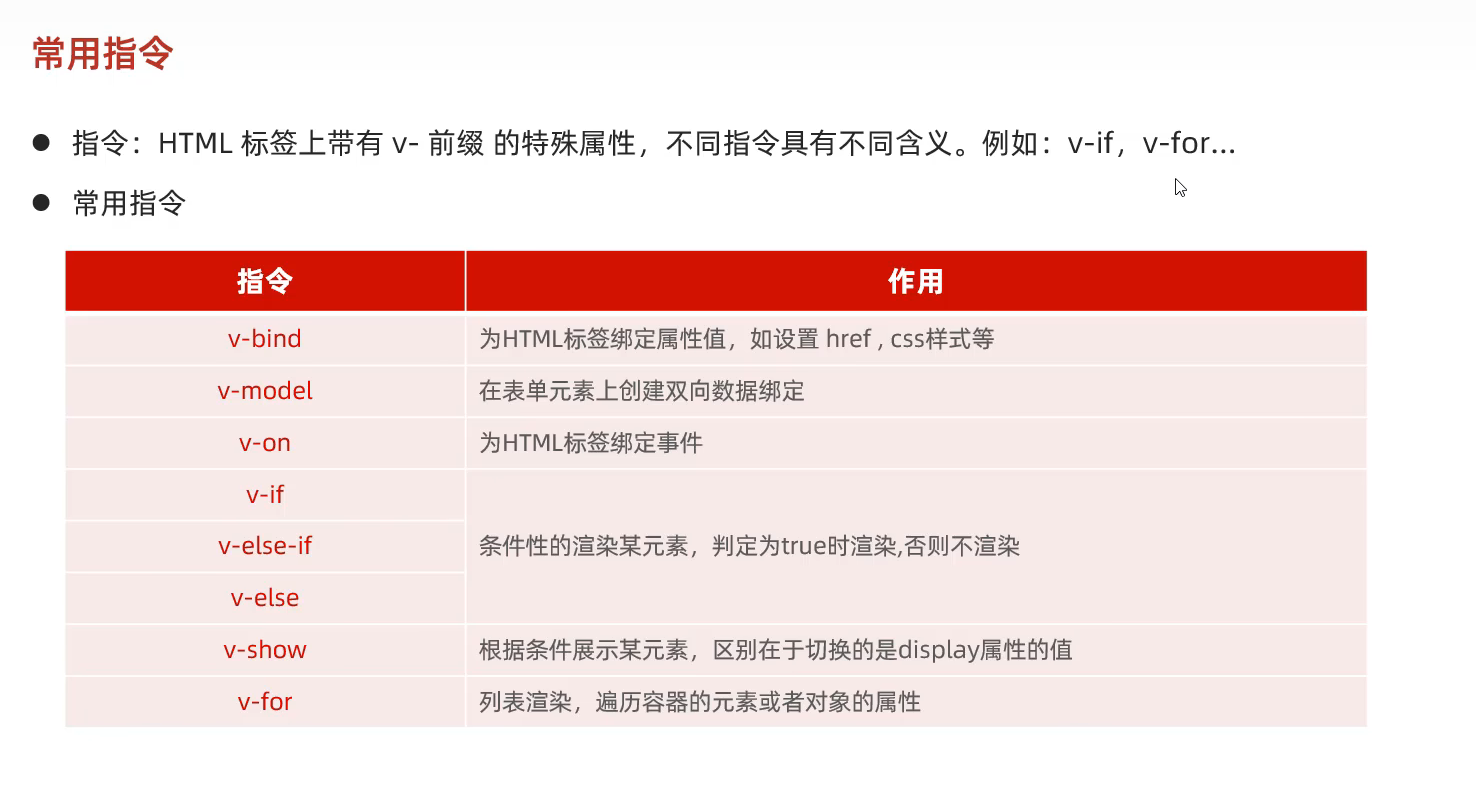 常用指令
指令：HTML 标签上带有 v- 前缀 的特殊属性，不同指令具有不同含义。例如：v-if，v-for…
常用指令
指令 作用
v-bind 为HTML标签绑定属性值，如设置 href , css样式等
v-model 在表单元素上创建双向数据绑定
v-on 为HTML标签绑定事件
v-if
v-else-if 条件性的渲染某元素，判定为true时渲染,否则不渲染
v-else
v-show 根据条件展示某元素，区别在于切换的是display属性的值
v-for 列表渲染，遍历容器的元素或者对象的属性